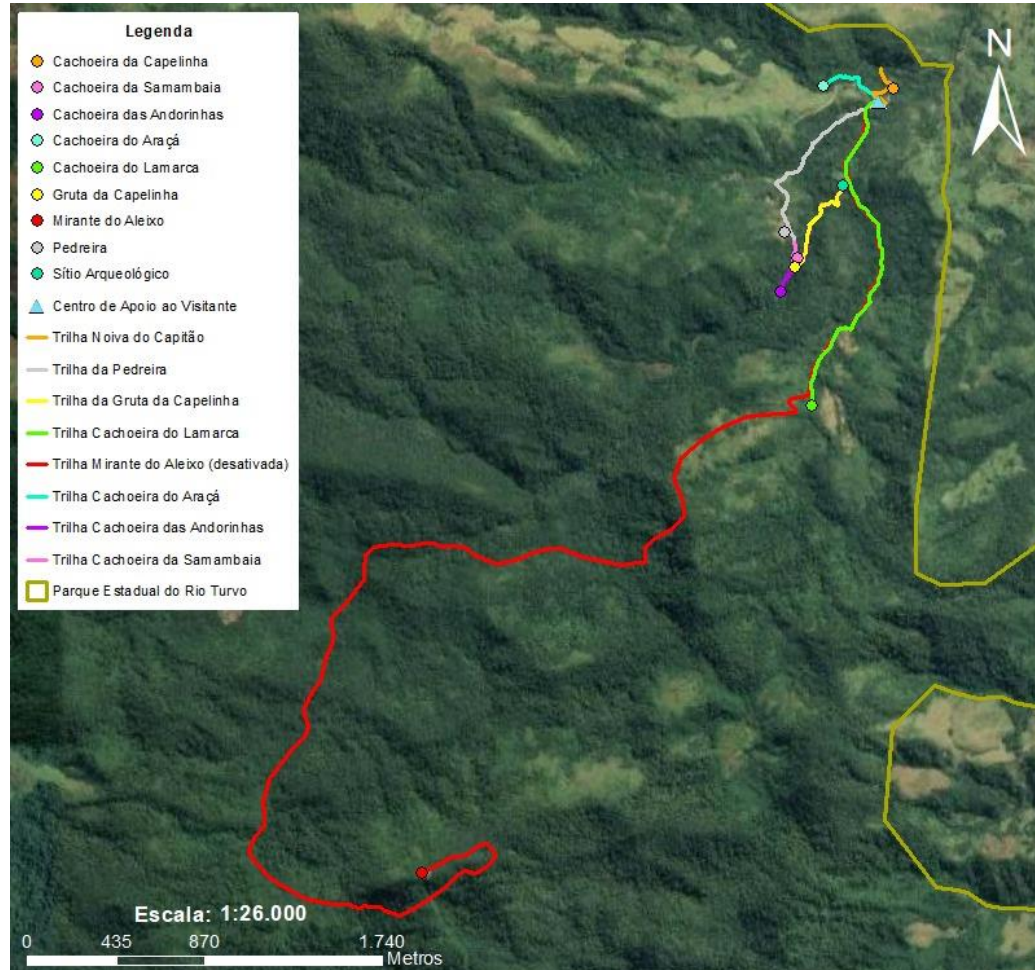 Legenda
Cachoeira da Capelinha
Cachoeira da Samambaia
Cachoeira das Andorinhas
Cachoeira do Araçá
Cachoeira do Lamarca
Gruta da Capelinha
Mirante do Aleixo
Pedreira
Sítio Arqueológico
Centro de Apoio ao Visitante
Trilha Noiva do Capitão
Trilha da Pedreira
Trilha da Gruta da Capelinha
Trilha Cachoeira do Lamarca
Trilha Mirante do Aleixo (desativada)
Trilha Cachoeira do Araçá
Trilha Cachoeira das Andorinhas
Trilha Cachoeira da Samambaia
Parque Estadual do Rio Turvo
N
Escala: 1:26.000
0 435 870 1.740
Metros